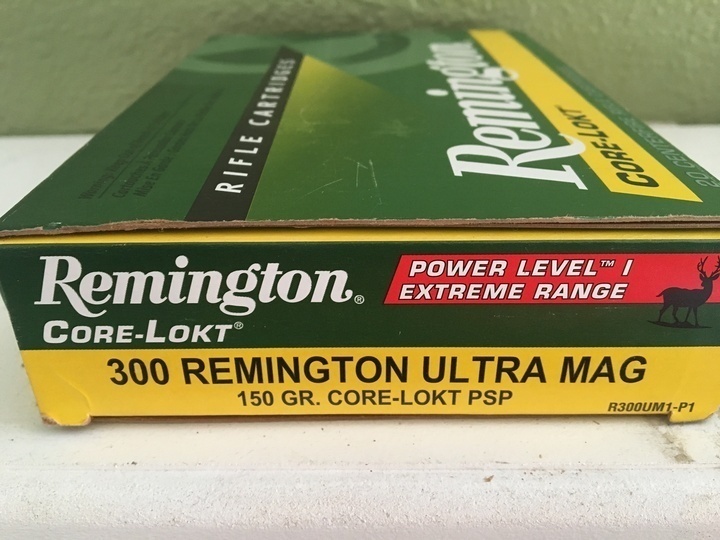 RIFLE CARTRIDGES
Remington
CORE-LOKT
Remington®
CORE-LOKT®
POWER LEVEL™ I
EXTREME RANGE
300 REMINGTON ULTRA MAG
150 GR. CORE-LOKT PSP
R300UM1-P1